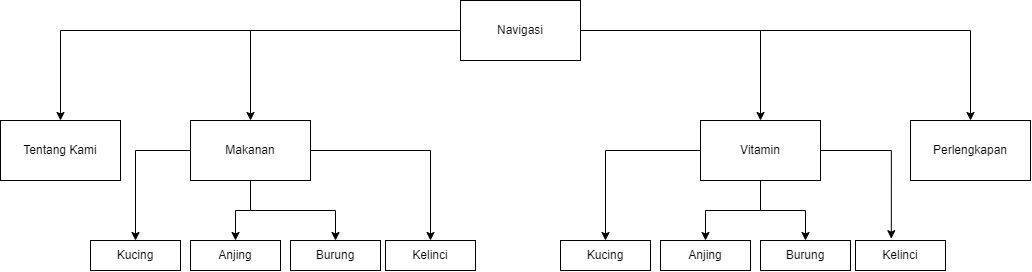 Navigasi
Tentang Kami
Makanan
Vitamin
Perlengkapan
Kucing
Anjing
Burung
Kelinci
Kucing
Anjing
Burung
Kelinci